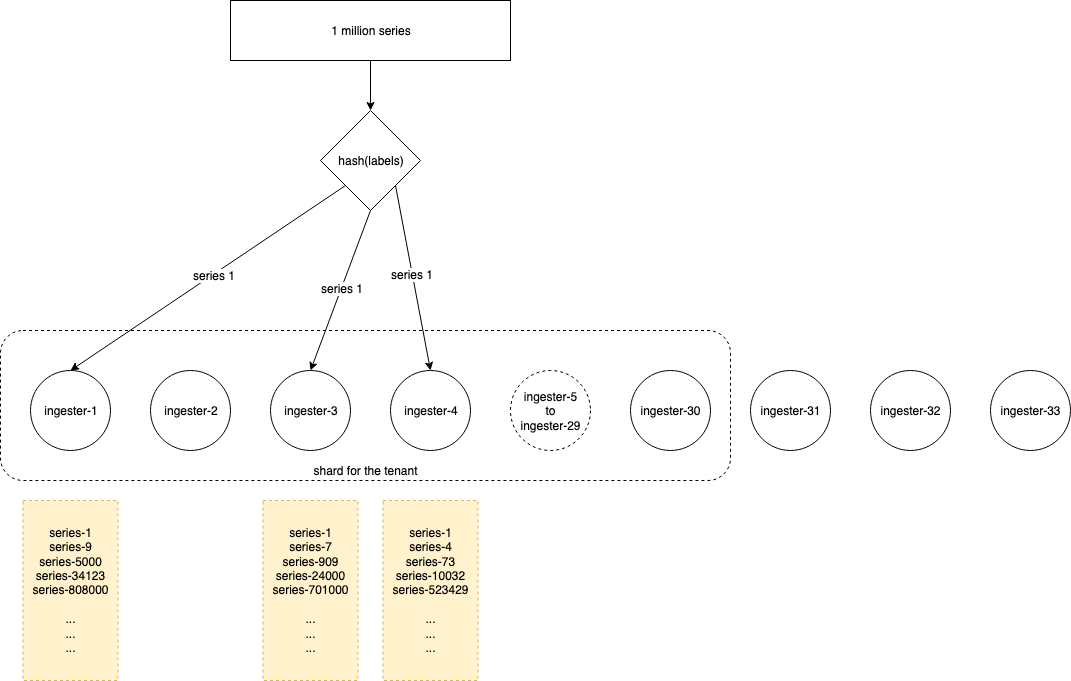 1 million series
hash(labels)
series 1
series 1
series 1
ingester-1
ingester-2
ingester-3
ingester-4
ingester-5
to
ingester-29
ingester-30
ingester-31
ingester-32
ingester-33
shard for the tenant
series-1
series-9
series-5000
series-34123
series-808000
...
...
...
series-1
series-7
series-909
series-24000
series-701000
...
...
...
series-1
series-4
series-73
series-10032
series-523429
...
...
...